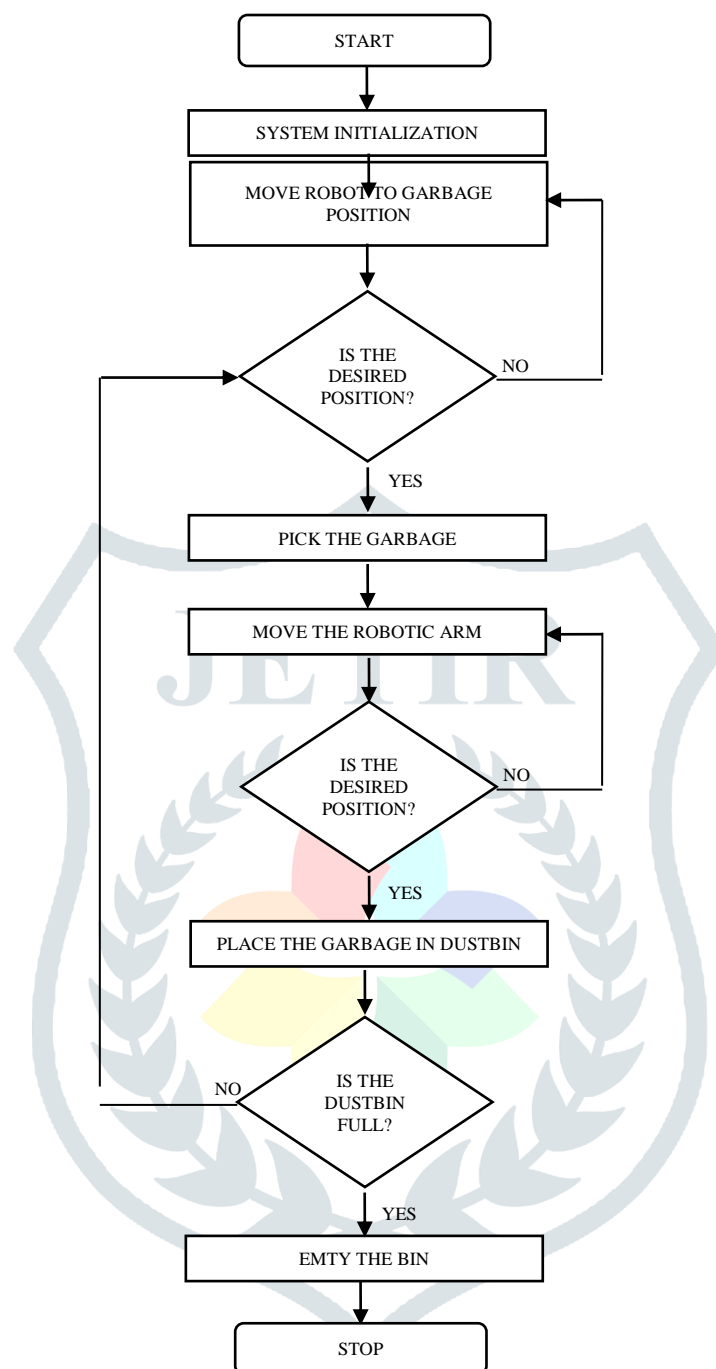 START
SYSTEM INITIALIZATION
MOVE ROBOT TO GARBAGE
POSITION
IS THE
DESIRED
POSITION?
NO
YES
PICK THE GARBAGE
MOVE THE ROBOTIC ARM
JETIR
IS THE
DESIRED
POSITION?
NO
YES
PLACE THE GARBAGE IN DUSTBIN
IS THE
DUSTBIN
FULL?
NO
YES
EMTY THE BIN
STOP